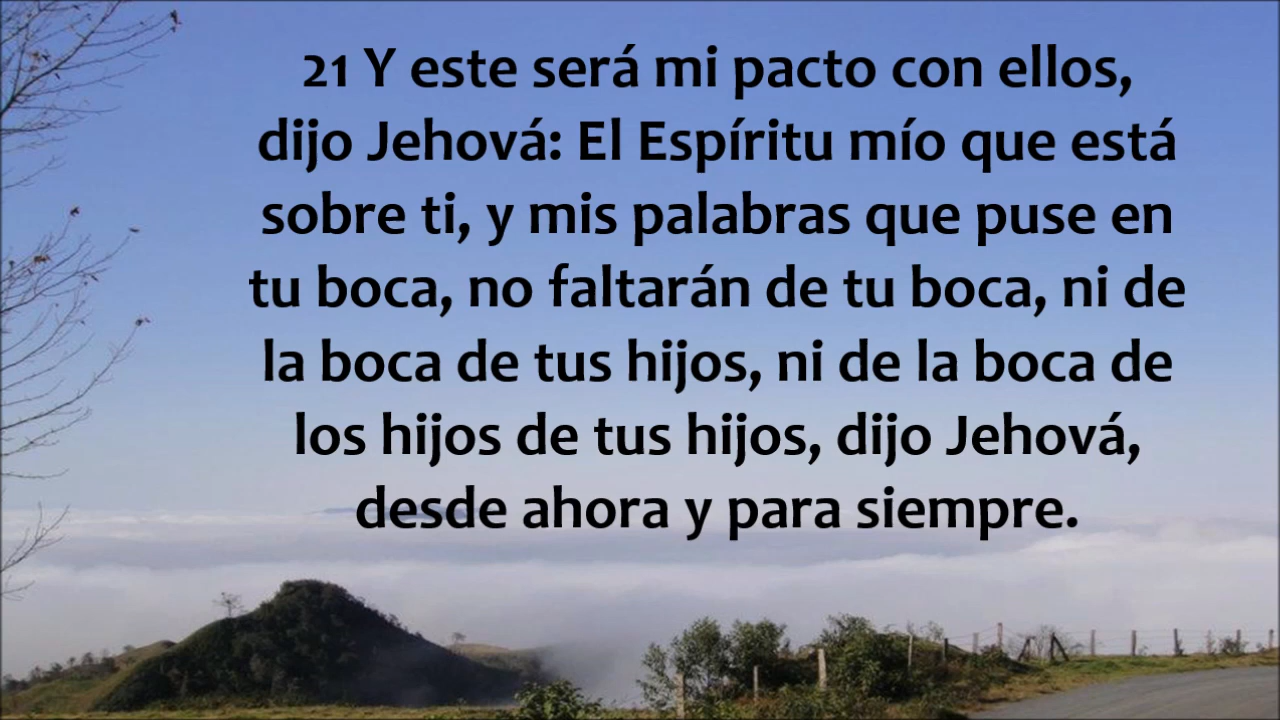 21 Y este será mi pacto con ellos,
dijo Jehová: El Espíritu mío que está
sobre ti, y mis palabras que puse en
tu boca, no faltarán de tu boca, ni de
la boca de tus hijos, ni de la boca de
los hijos de tus hijos, dijo Jehová,
desde ahora y para siempre.